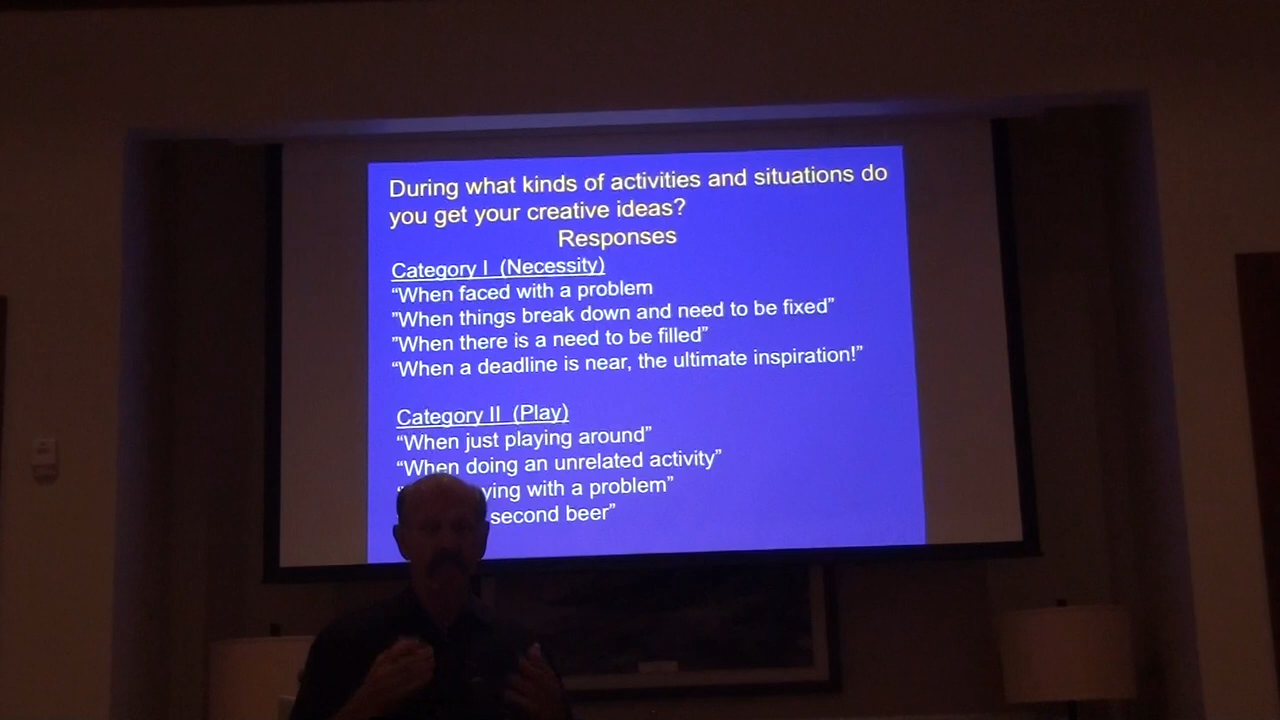 During what kinds of activities and situations do
you get your creative ideas?
Responses
Category I  (Necessity)
“When faced with a problem
”When things break down and need to be fixed”
”When there is a need to be filled”
“When a deadline is near, the ultimate inspiration!”
Category II  (Play)
“When just playing around”
“When doing an unrelated activity”
with a problem”
second beer”